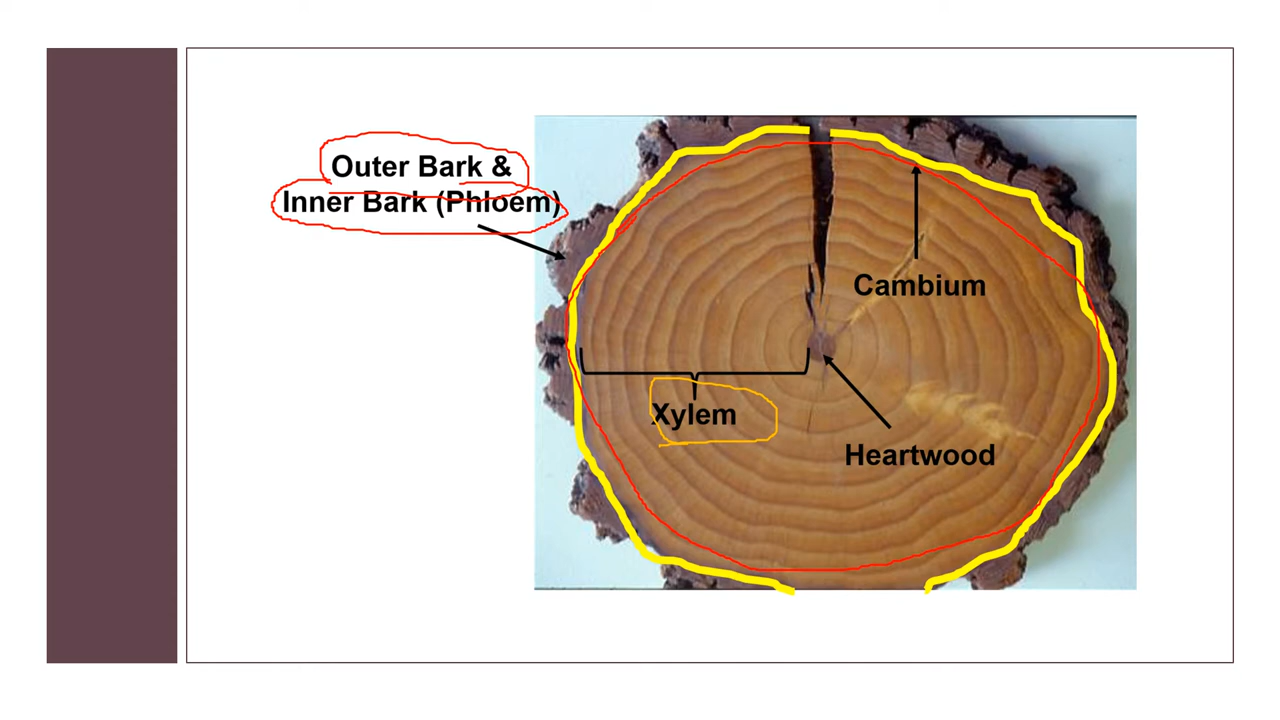 Outer Bark &
Inner Bark (Phloem)
Cambium
Xylem
Heartwood